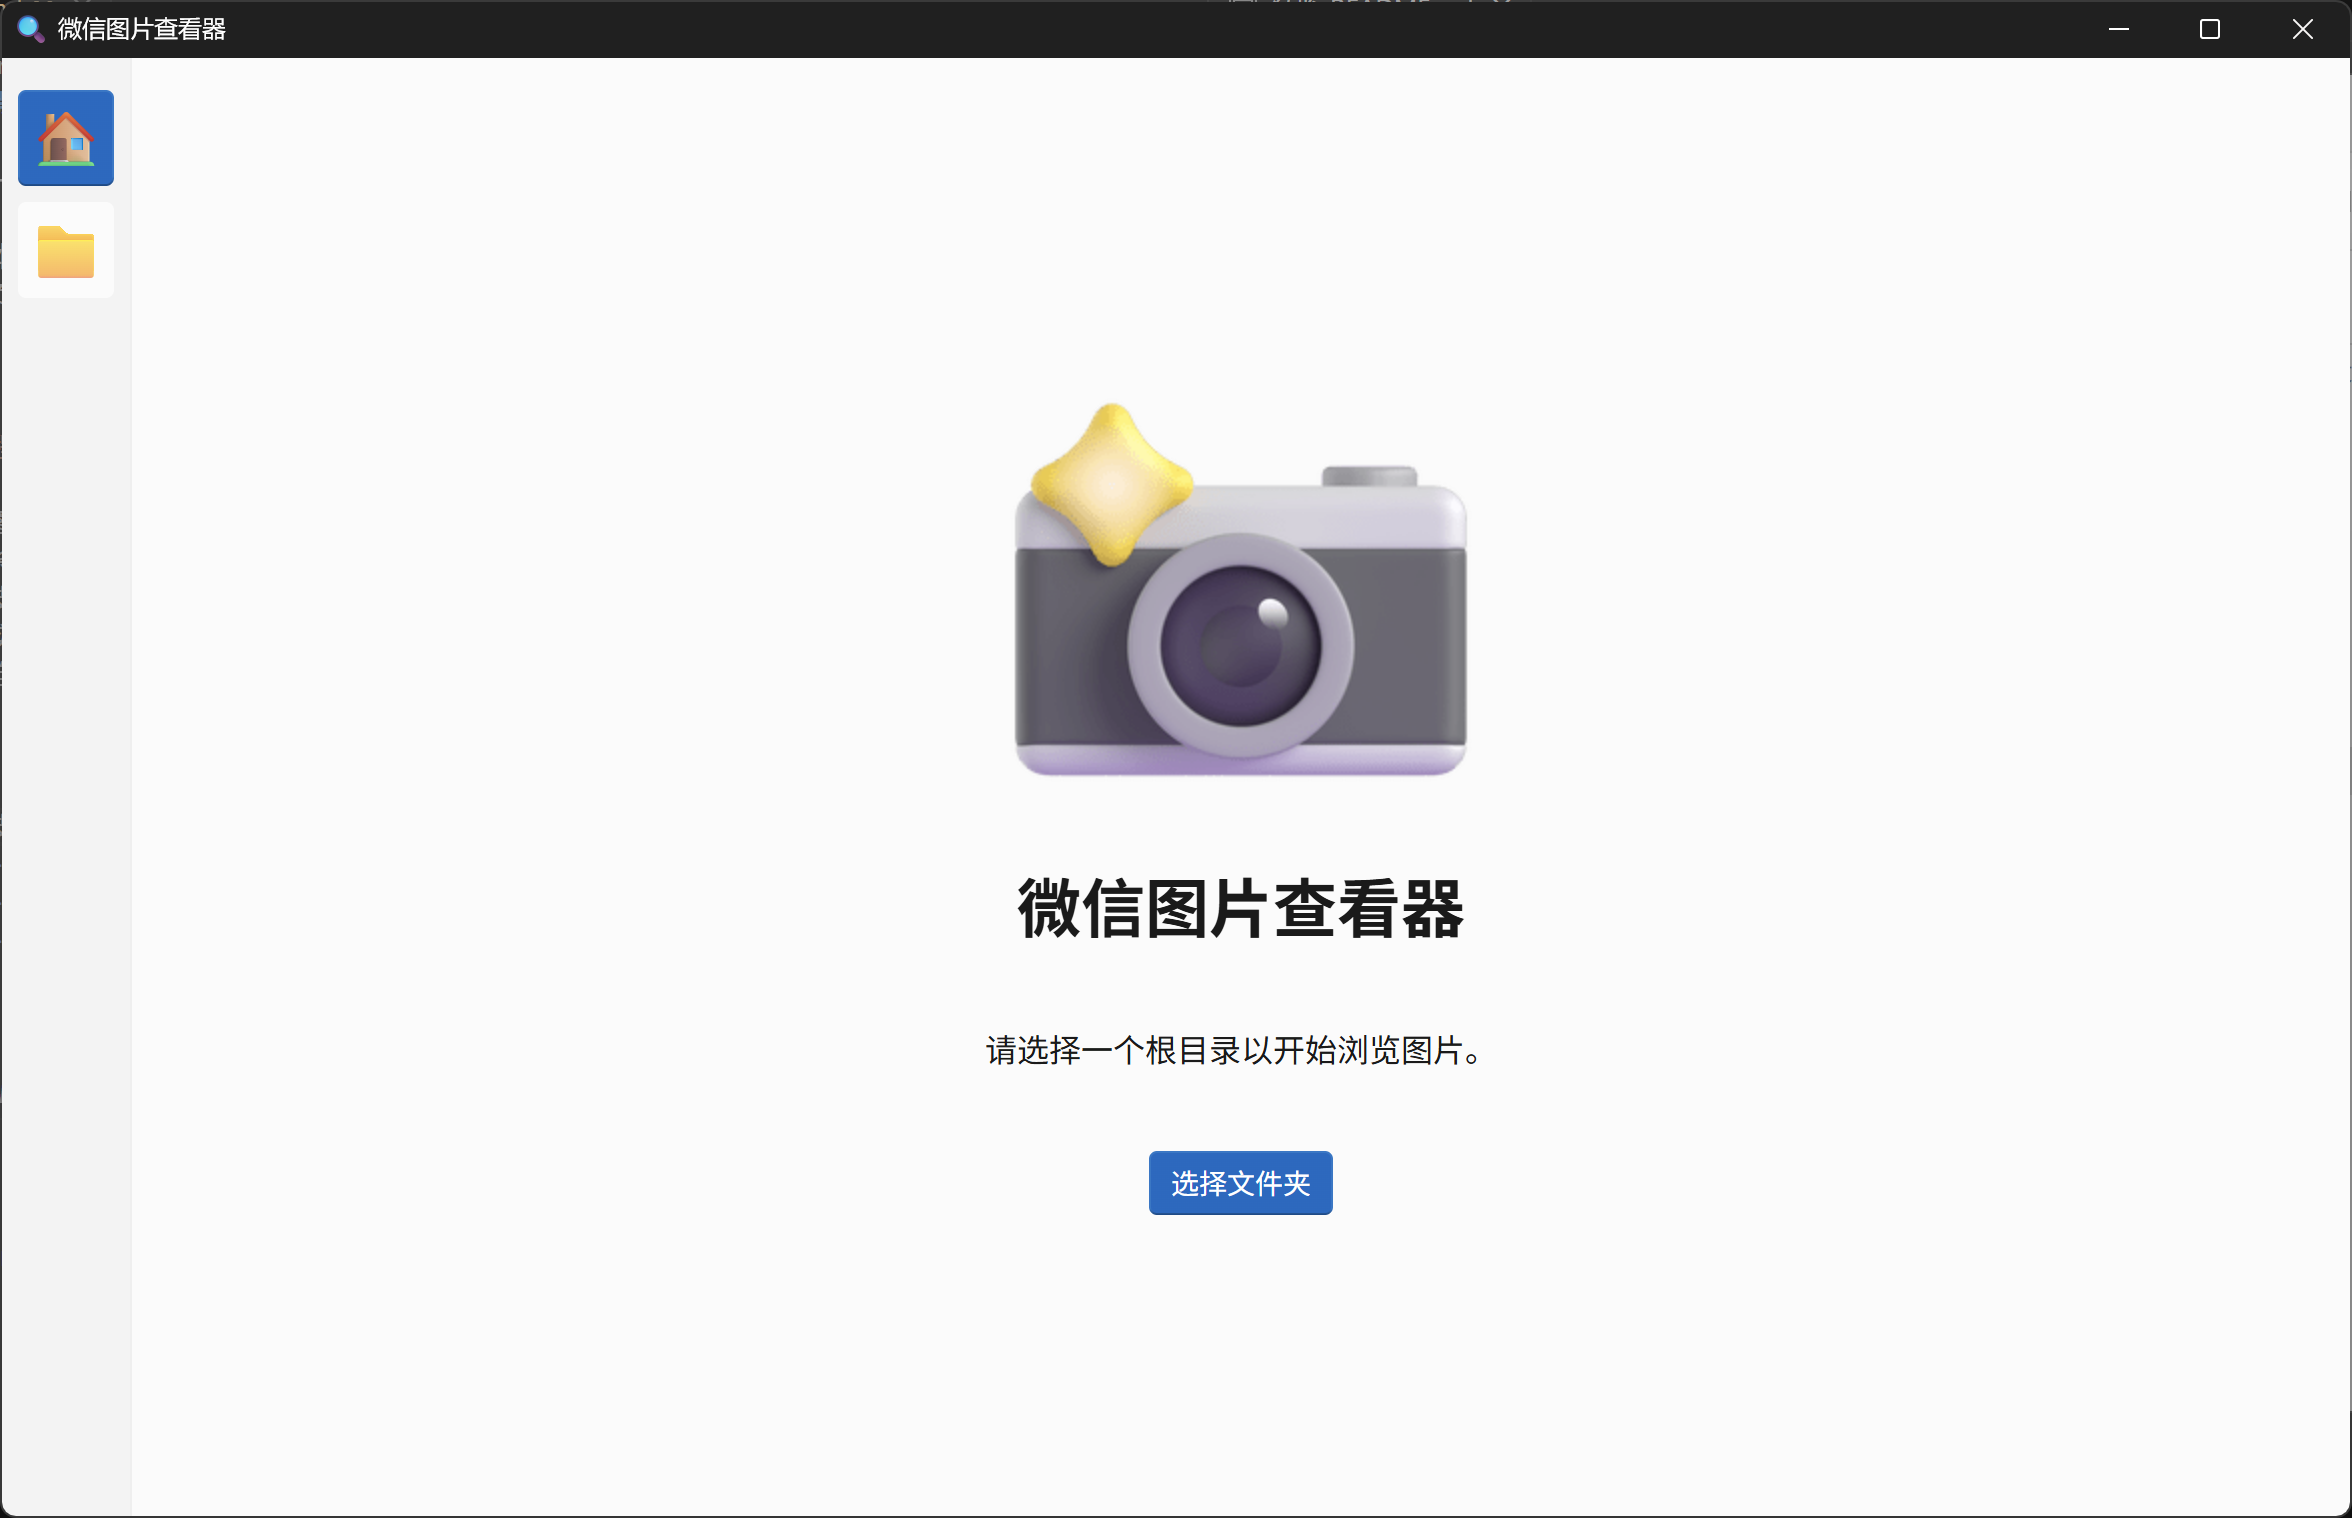 微信图片查看器
微信图片查看器
请选择一个根目录以开始浏览图片。
选择文件夹